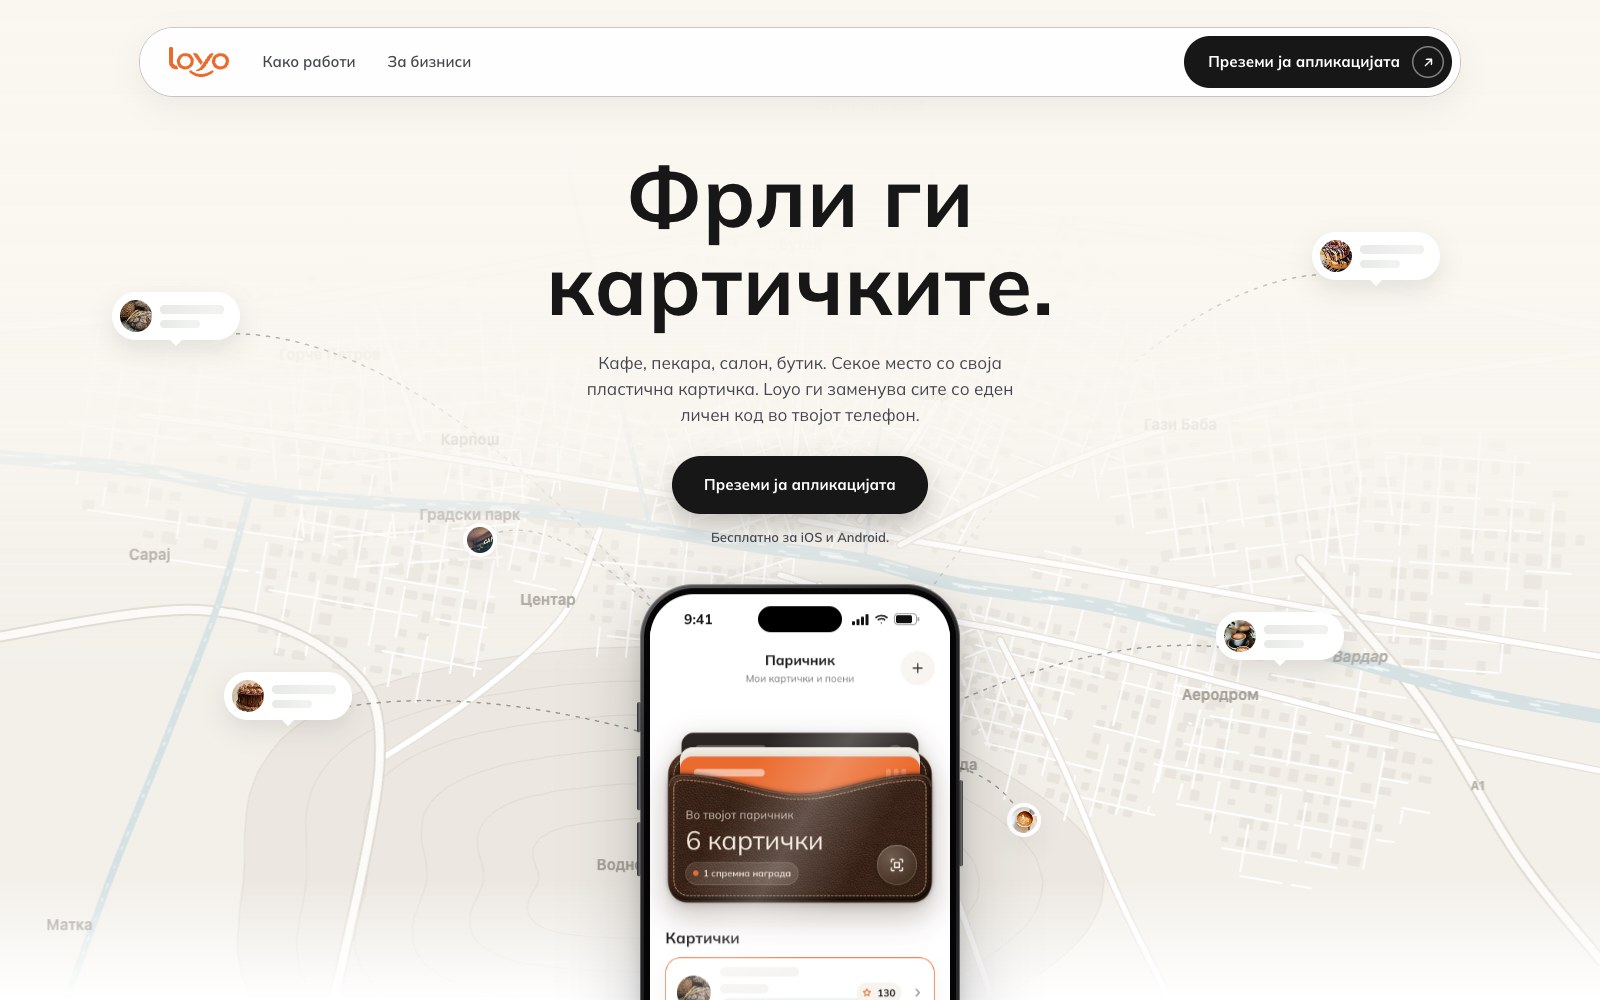 loyo
Како работи
За бизниси
Преземи ја апликацијата
Фрли ги
картичките.
Кафе, пекара, салон, бутик. Секое место со своја
пластична картичка. Loyo ги заменува сите со еден
личен код во твојот телефон.
Преземи ја апликацијата
Бесплатно за iOS и Android.
Горче Петров
Карпош
Гази Баба
Градски парк
Сарај
Центар
9:41
Паричник
Мои картички и поени
Вардар
Аеродром
А1
Во твојот паричник
6 картички
1 спремна награда
Матка
Картички
130